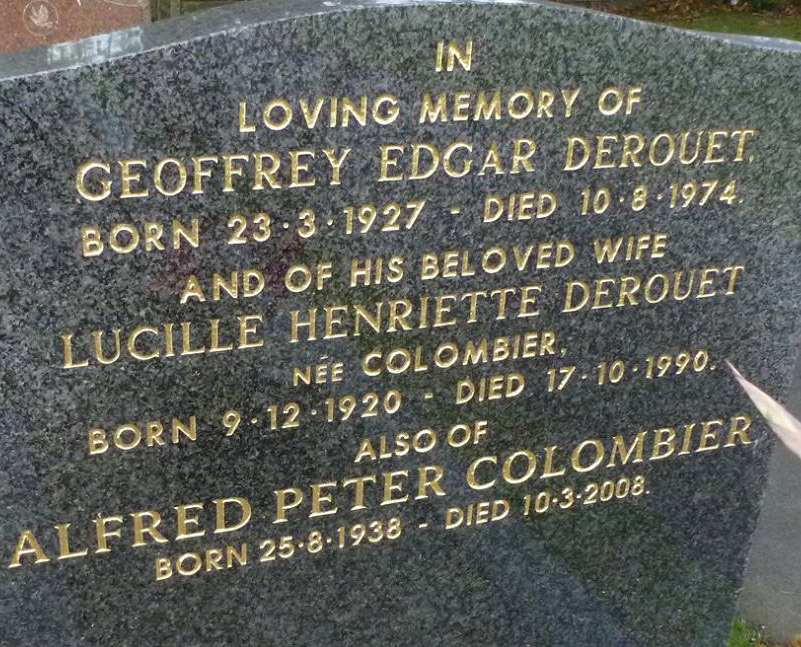 IN
LOVING MEMORY OF
GEOFFREY EDGAR DEROUET,
BORN 23·3·1927 - DIED 10·8·1974.
AND OF HIS BELOVED WIFE
LUCILLE HENRIETTE DEROUET
NÉE COLOMBIER,
BORN 9·12·1920 - DIED 17·10·1990.
ALSO OF
ALFRED PETER COLOMBIER,
BORN 25·8·1938 - DIED 10·3·2008.